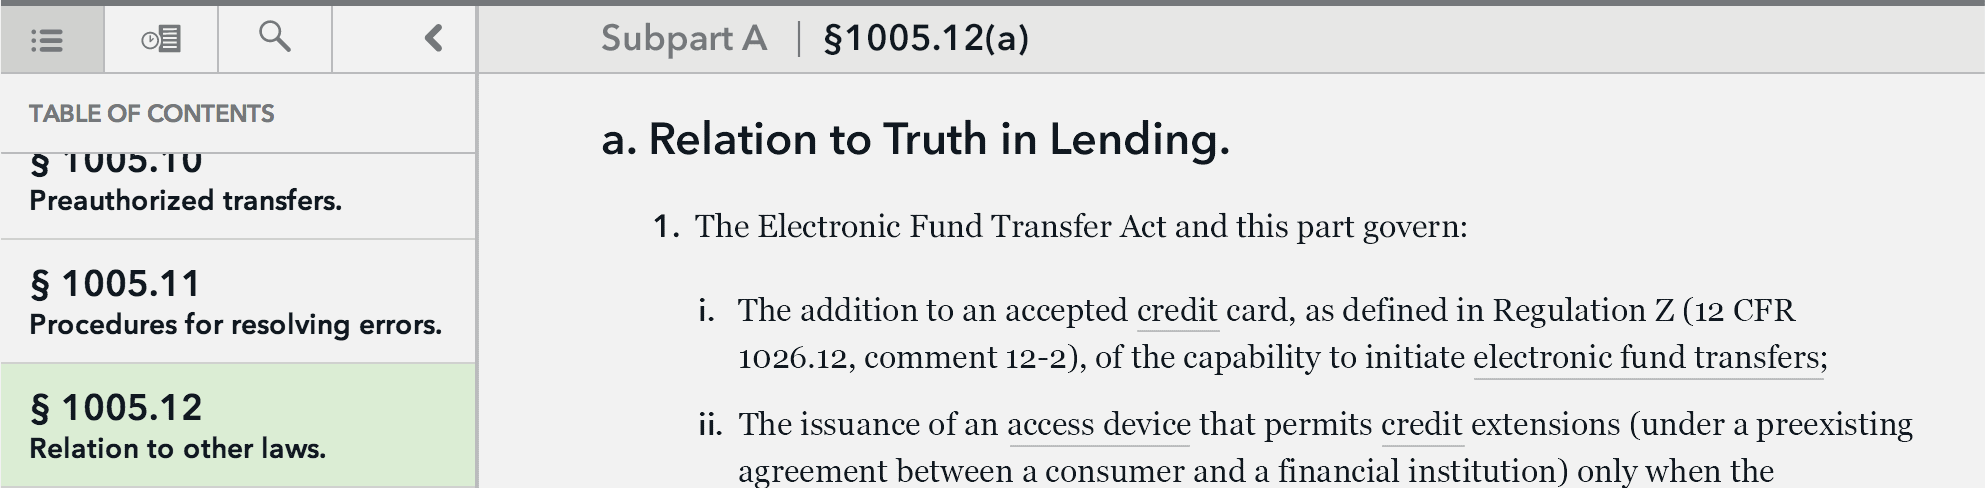 Subpart A | §1005.12(a)
TABLE OF CONTENTS
§ 1005.10
Preauthorized transfers.
§ 1005.11
Procedures for resolving errors.
§ 1005.12
Relation to other laws.
a. Relation to Truth in Lending.
1. The Electronic Fund Transfer Act and this part govern:
i. The addition to an accepted credit card, as defined in Regulation Z (12 CFR
1026.12, comment 12-2), of the capability to initiate electronic fund transfers;
ii. The issuance of an access device that permits credit extensions (under a preexisting
agreement between a consumer and a financial institution) only when the